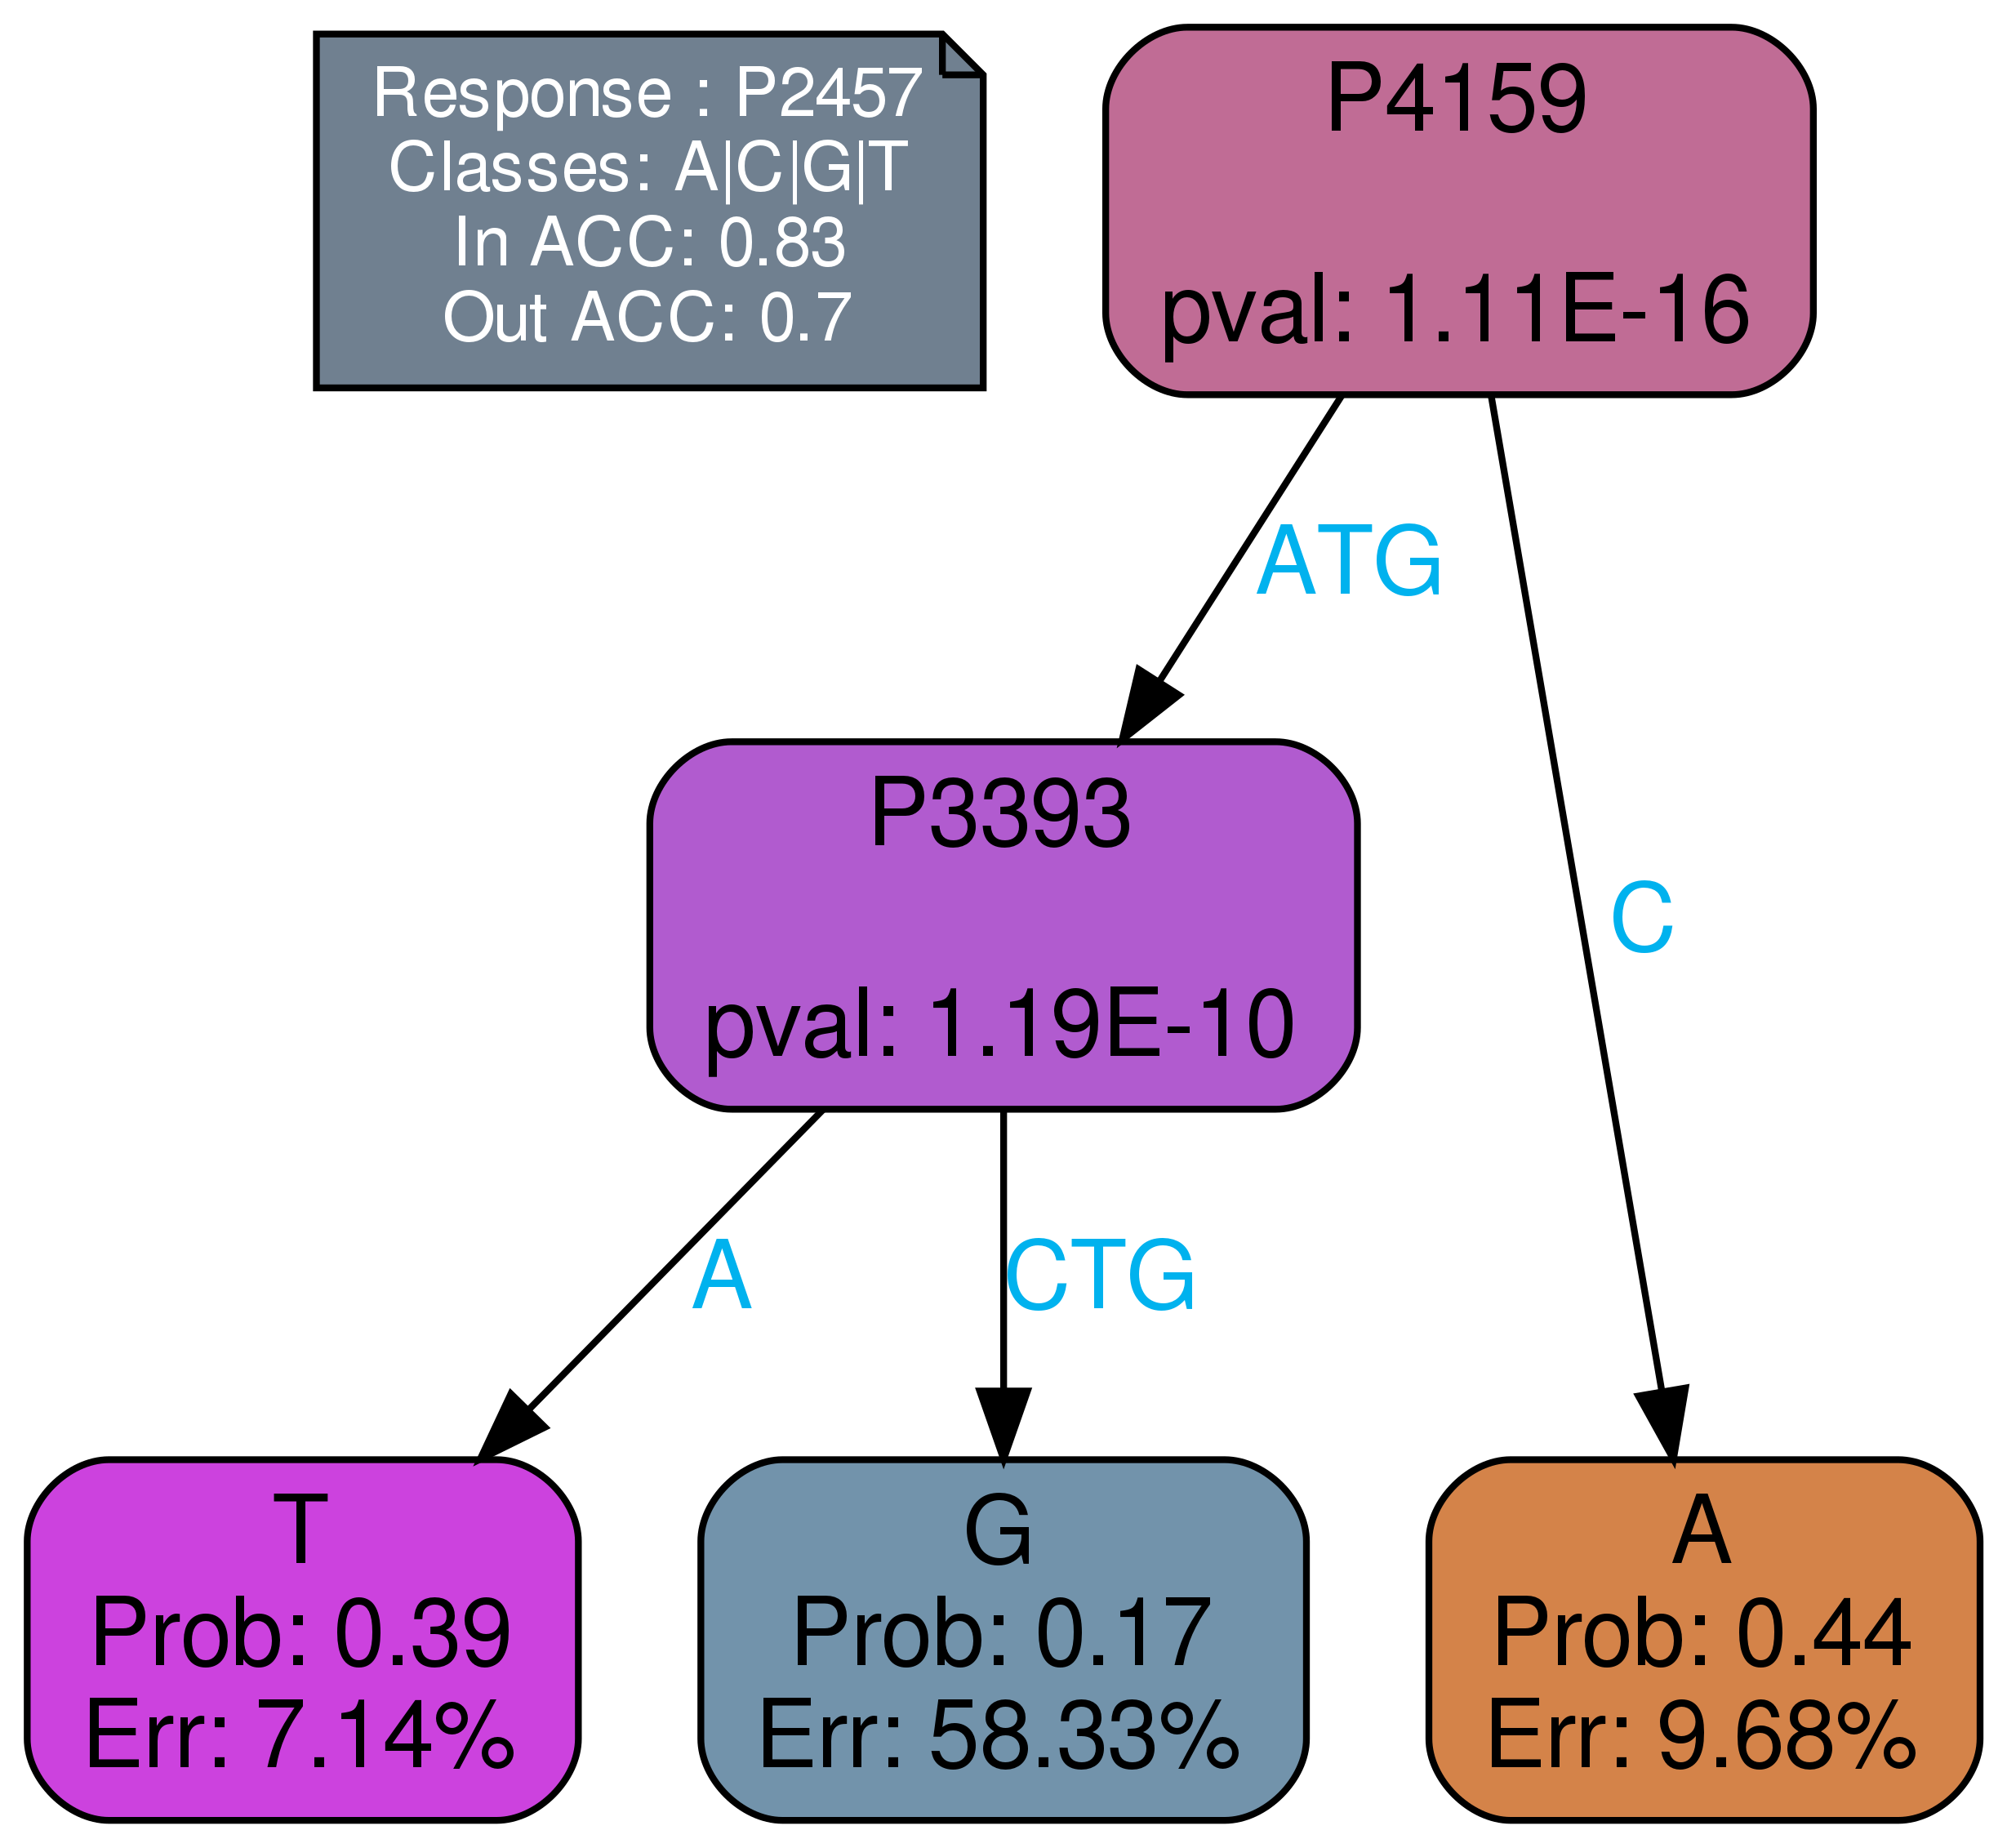 Response : P2457
Classes: A|C|G|T
In ACC: 0.83
Out ACC: 0.7
P4159
pval: 1.11E-16
ATG
C
P3393
pval: 1.19E-10
A
CTG
T
Prob: 0.39
Err: 7.14%
G
Prob: 0.17
Err: 58.33%
A
Prob: 0.44
Err: 9.68%